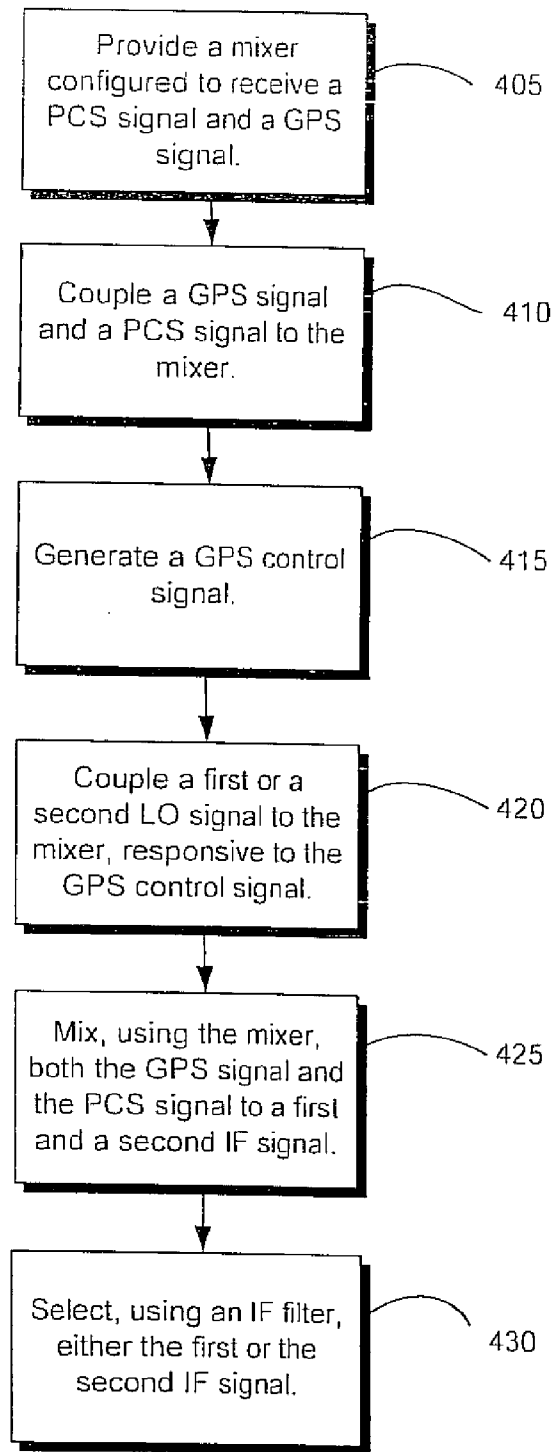 Provide a mixer
configured to receive a
PCS signal and a GPS
signal.
405
Couple a GPS signal
and a PCS signal to the
mixer.
410
Generate a GPS control
signal.
415
Couple a first or a
second LO signal to the
mixer, responsive to the
GPS control signal.
420
Mix, using the mixer,
both the GPS signal and
the PCS signal to a first
and a second IF signal.
425
Select, using an IF filter,
either the first or the
second IF signal.
430